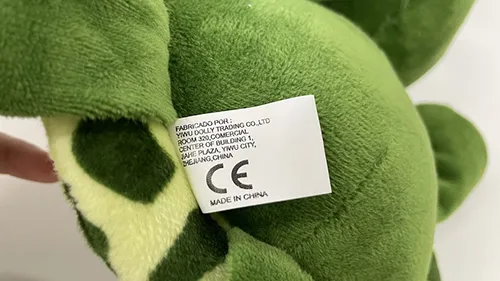 FABRICADO POR :
YIWU DOLLY TRADING CO.,LTD
ROOM 320,COMERCIAL
CENTER OF BUILDING 1,
JIAHE PLAZA, YIWU CITY,
ZHEJIANG,CHINA
CE
MADE IN CHINA